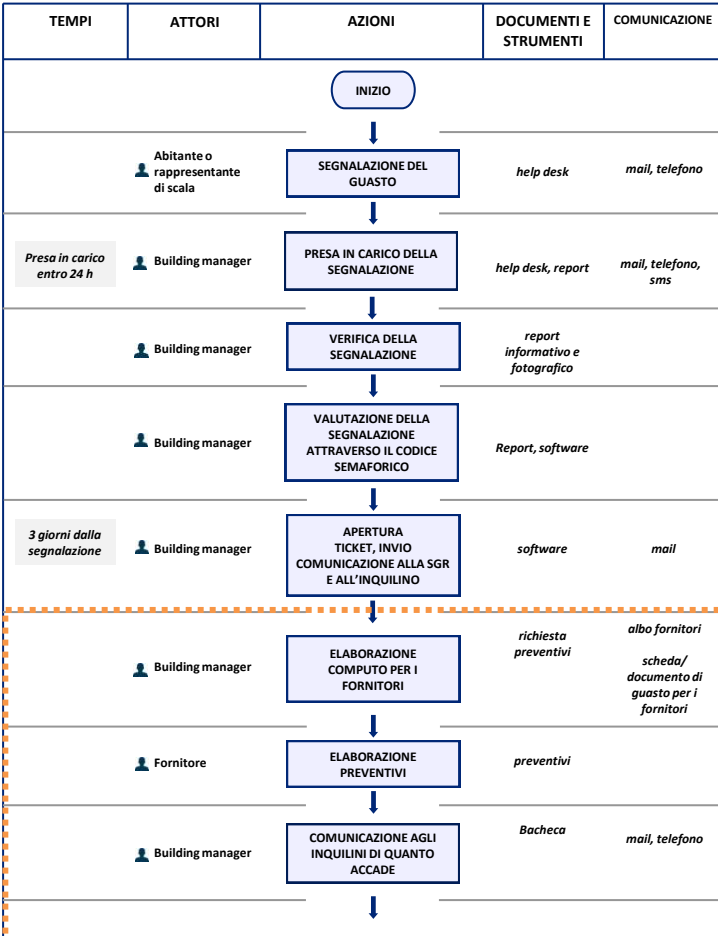 TEMPI
ATTORI
AZIONI
DOCUMENTI E
STRUMENTI
COMUNICAZIONE
INIZIO
Abitante o
rappresentante
di scala
SEGNALAZIONE DEL
GUASTO
help desk
mail, telefono
Presa in carico
entro 24 h
Building manager
PRESA IN CARICO DELLA
SEGNALAZIONE
help desk, report
mail, telefono,
sms
Building manager
VERIFICA DELLA
SEGNALAZIONE
report
informativo e
fotografico
Building manager
VALUTAZIONE DELLA
SEGNALAZIONE
ATTRAVERSO IL CODICE
SEMAFORICO
Report, software
3 giorni dalla
segnalazione
Building manager
APERTURA
TICKET, INVIO
COMUNICAZIONE ALLA SGR
E ALL'INQUILINO
software
mail
Building manager
ELABORAZIONE
COMPUTO PER I
FORNITORI
richiesta
preventivi
albo fornitori
scheda/
documento di
guasto per i
fornitori
Fornitore
ELABORAZIONE
PREVENTIVI
preventivi
Building manager
COMUNICAZIONE AGLI
INQUILINI DI QUANTO
ACCADE
Bacheca
mail, telefono